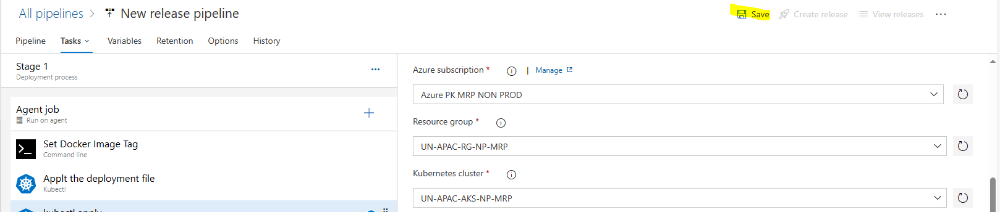 All pipelines > New release pipeline
Save Create release View releases ...
Pipeline Tasks Variables Retention Options History
Stage 1
Deployment process
Agent job
Run on agent
Set Docker Image Tag
Command line
Applt the deployment file
Kubectl
kubectl apply
Azure subscription * | Manage
Azure PK MRP NON PROD
Resource group *
UN-APAC-RG-NP-MRP
Kubernetes cluster *
UN-APAC-AKS-NP-MRP